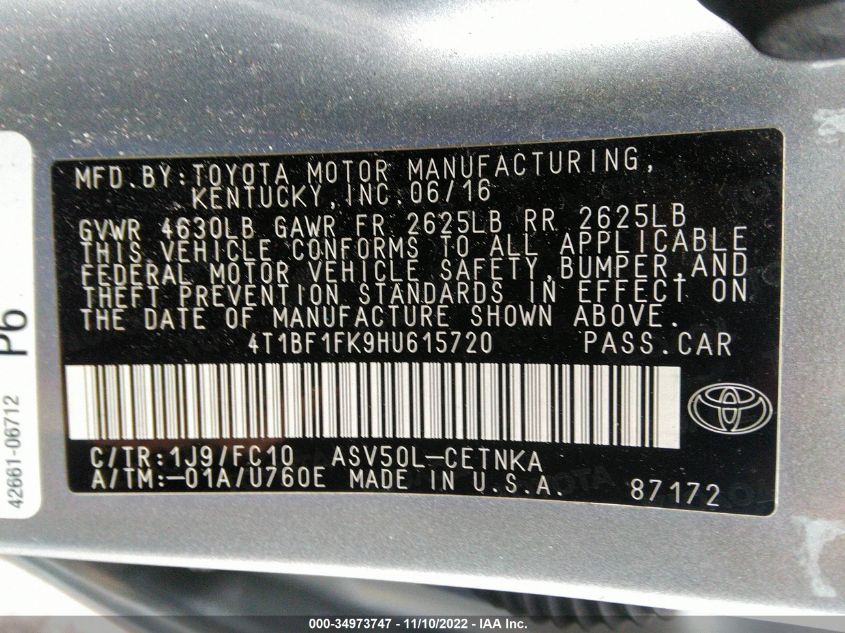 MFD.BY:TOYOTA MOTOR MANUFACTURING,
KENTUCKY,INC.06/16
GVWR 4630LB GAWR FR 2625LB RR 2625LB
THIS VEHICLE CONFORMS TO ALL APPLICABLE
FEDERAL MOTOR VEHICLE SAFETY,BUMPER,AND
THEFT PREVENTION STANDARDS IN EFFECT ON
THE DATE OF MANUFACTURE SHOWN ABOVE.
4T1BF1FK9HU615720 PASS.CAR
C/TR:1J9/FC10 ASV50L-CETNKA
A/TM:-01A/U760E MADE IN U.S.A. 87172
42661-06712
P6
000-34973747 - 11/10/2022 - IAA Inc.